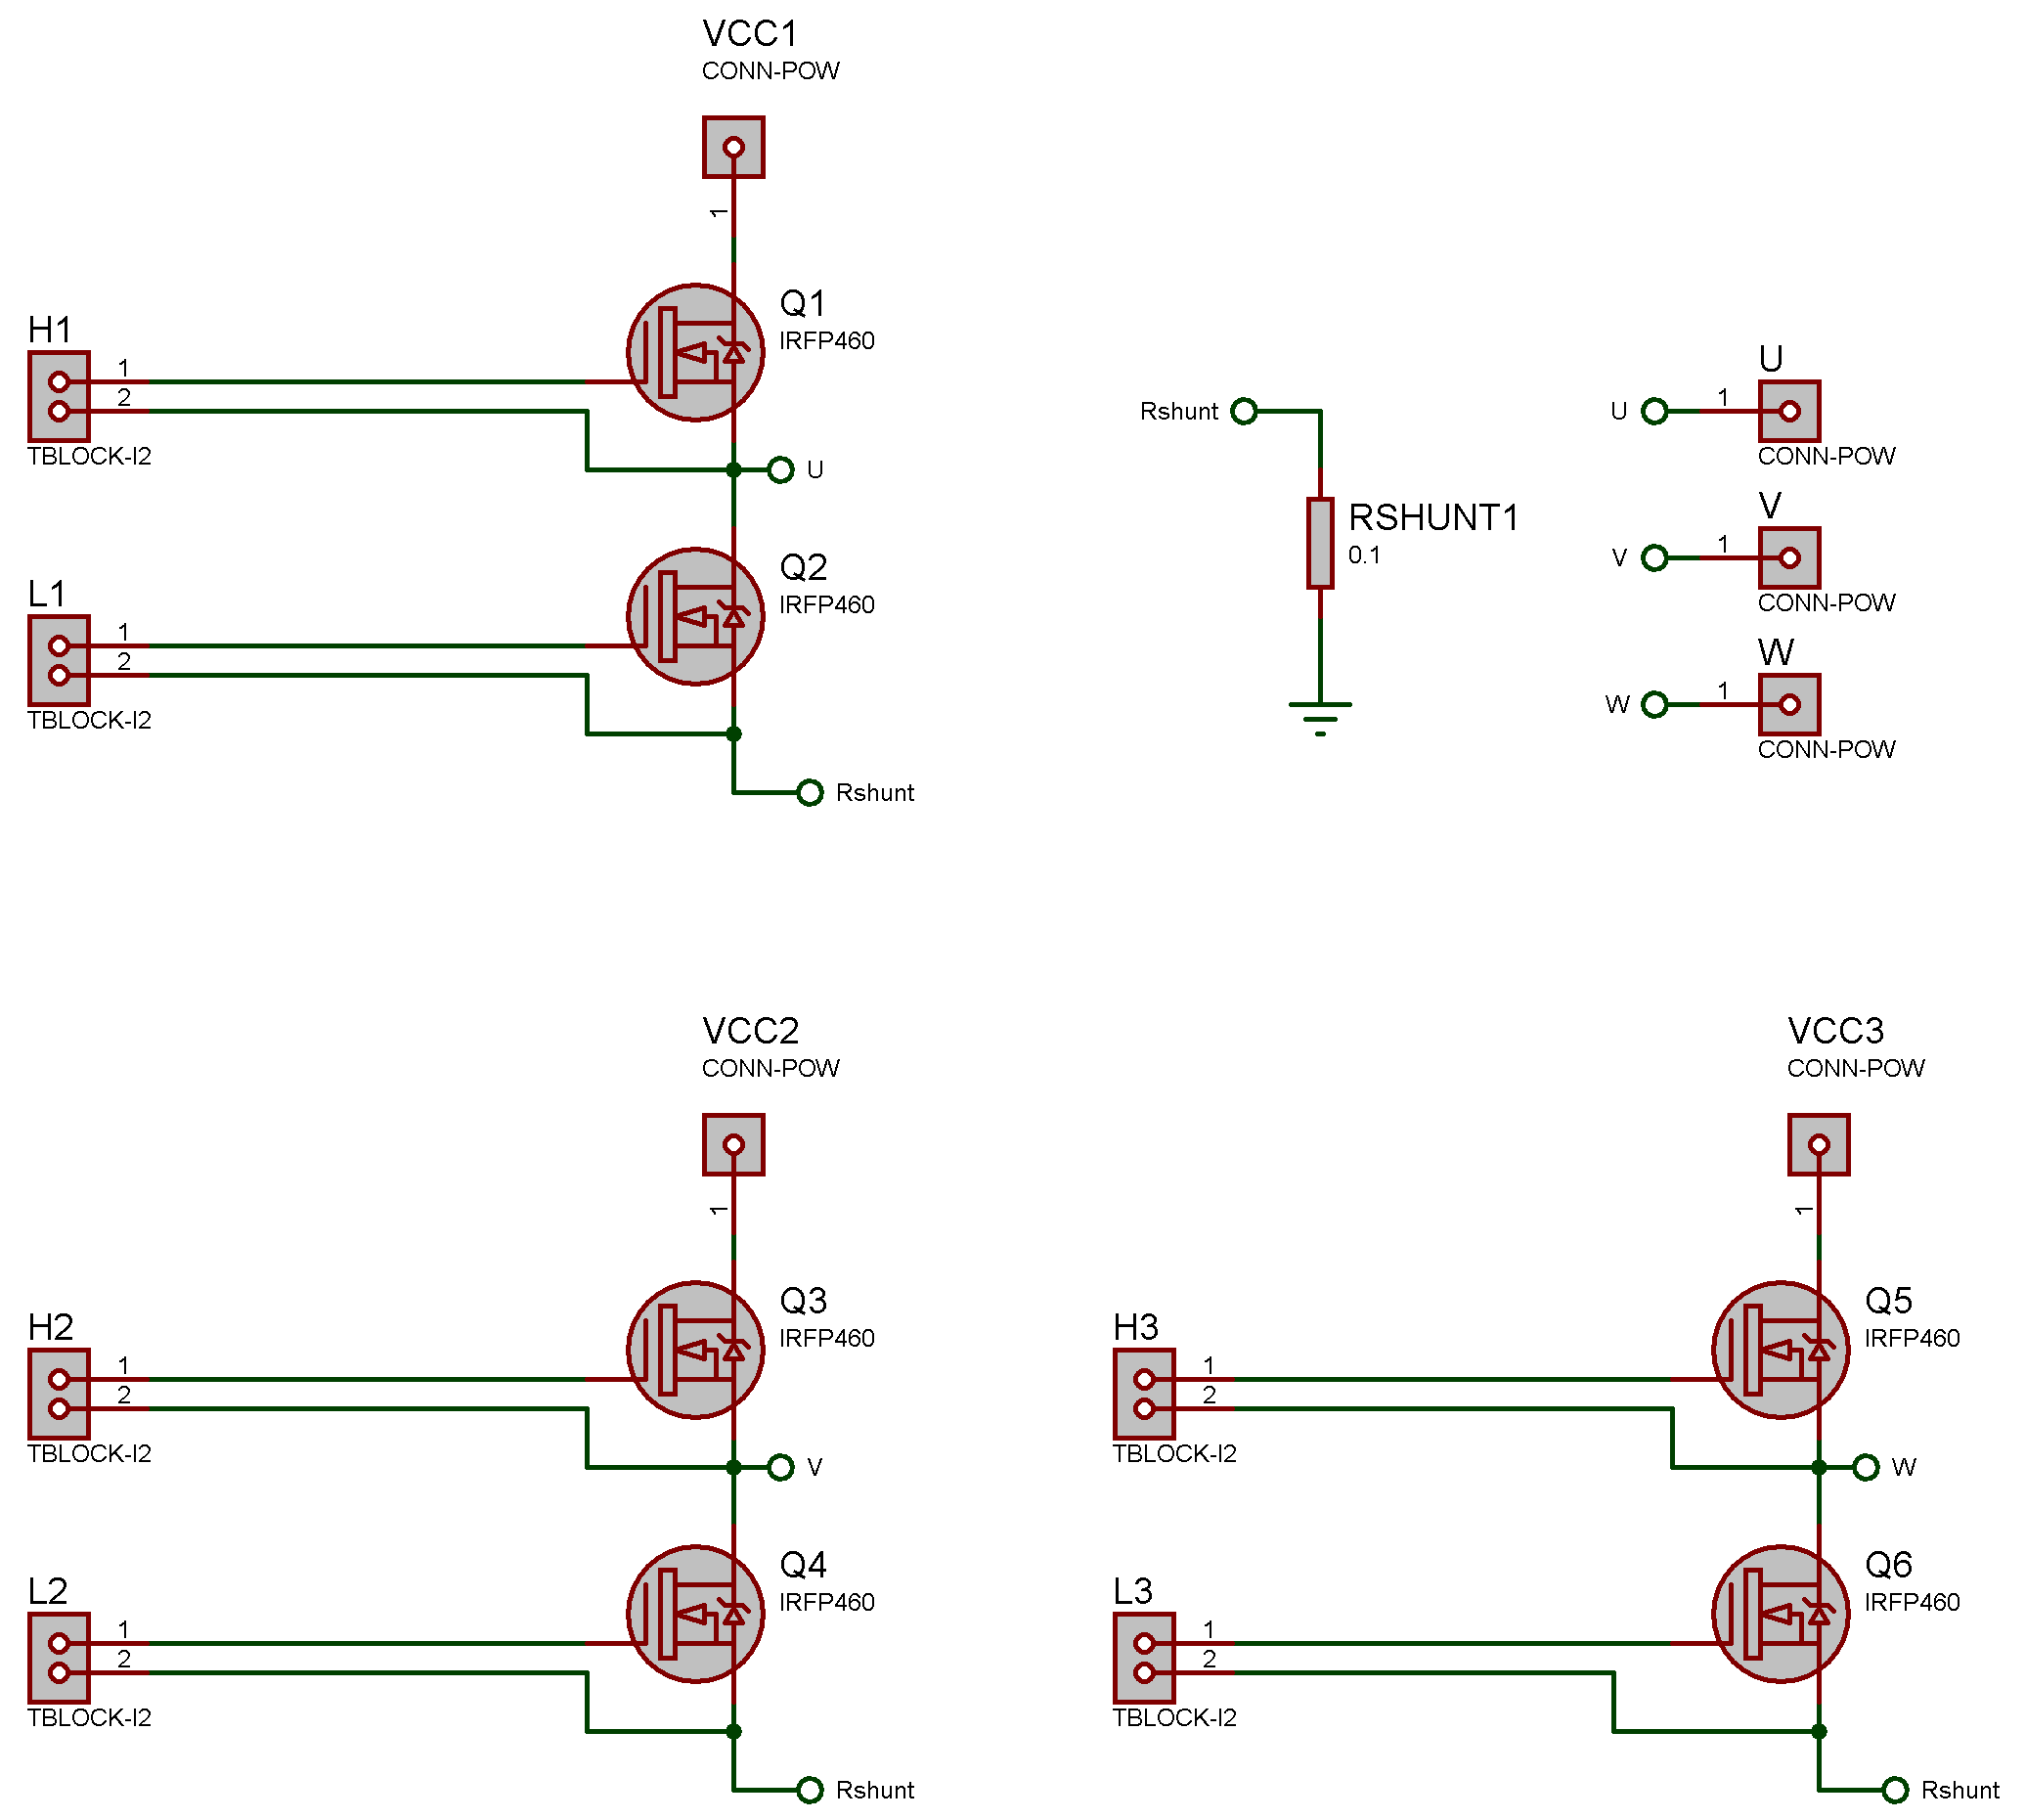 VCC1
CONN-POW
1
Q1
IRFP460
H1
1
2
TBLOCK-I2
U
Q2
IRFP460
L1
1
2
TBLOCK-I2
Rshunt
Rshunt
RSHUNT1
0.1
U
U
1
CONN-POW
V
V
1
CONN-POW
W
W
1
CONN-POW
VCC2
CONN-POW
1
Q3
IRFP460
H2
1
2
TBLOCK-I2
V
Q4
IRFP460
L2
1
2
TBLOCK-I2
Rshunt
VCC3
CONN-POW
1
Q5
IRFP460
H3
1
2
TBLOCK-I2
W
Q6
IRFP460
L3
1
2
TBLOCK-I2
Rshunt